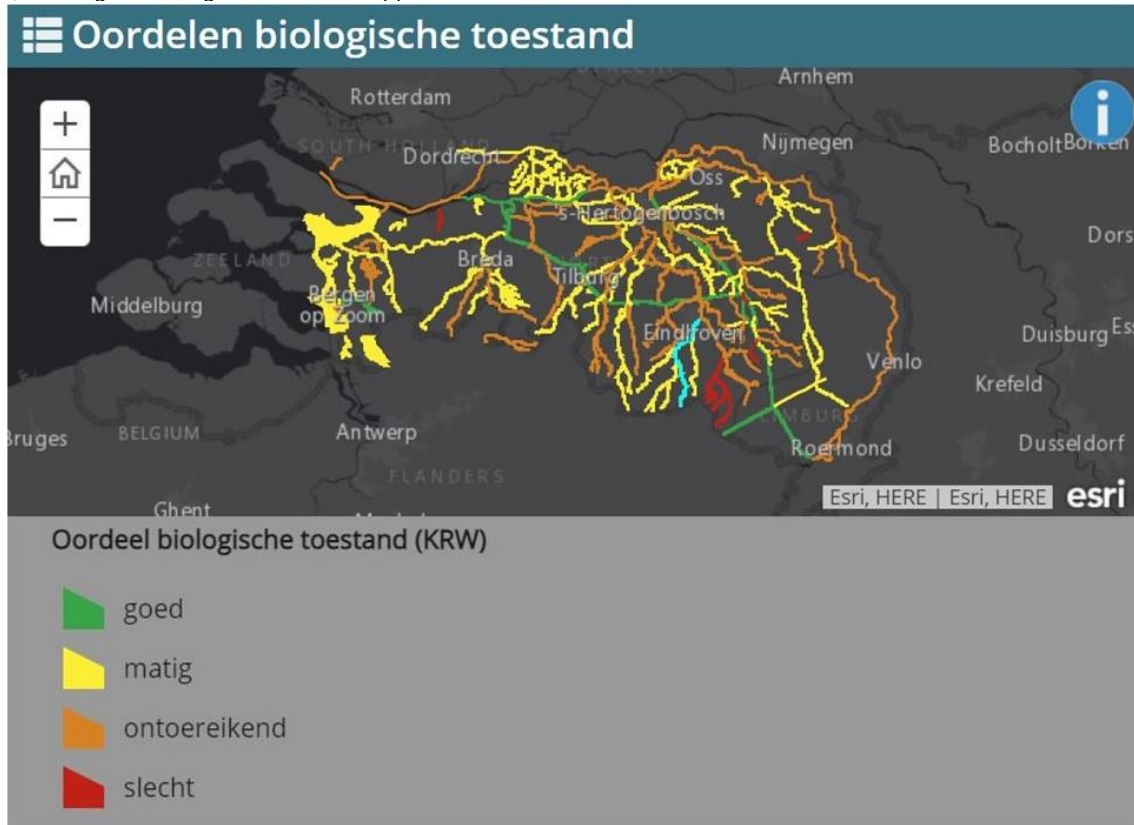 Oordelen biologische toestand
Arnhem
Rotterdam
Nijmegen
Bocholt
Borken
SOUTH HOLLAND
Dordrecht
Oss
's-Hertogenbosch
Dors
ZEELAND
Breda
Tilburg
Middelburg
Bergen
op Zoom
Eindhoven
Duisburg
Ess
Venlo
Krefeld
LIMBURG
Bruges
BELGIUM
Antwerp
Roermond
Dusseldorf
FLANDERS
Ghent
Esri, HERE | Esri, HERE
esri
Oordeel biologische toestand (KRW)
goed
matig
ontoereikend
slecht